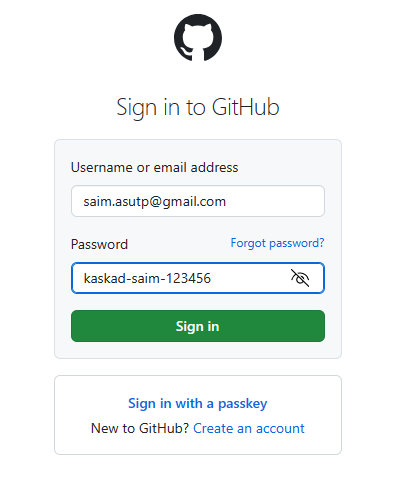 Sign in to GitHub
Username or email address
saim.asutp@gmail.com
Password Forgot password?
kaskad-saim-123456
Sign in
Sign in with a passkey
New to GitHub? Create an account